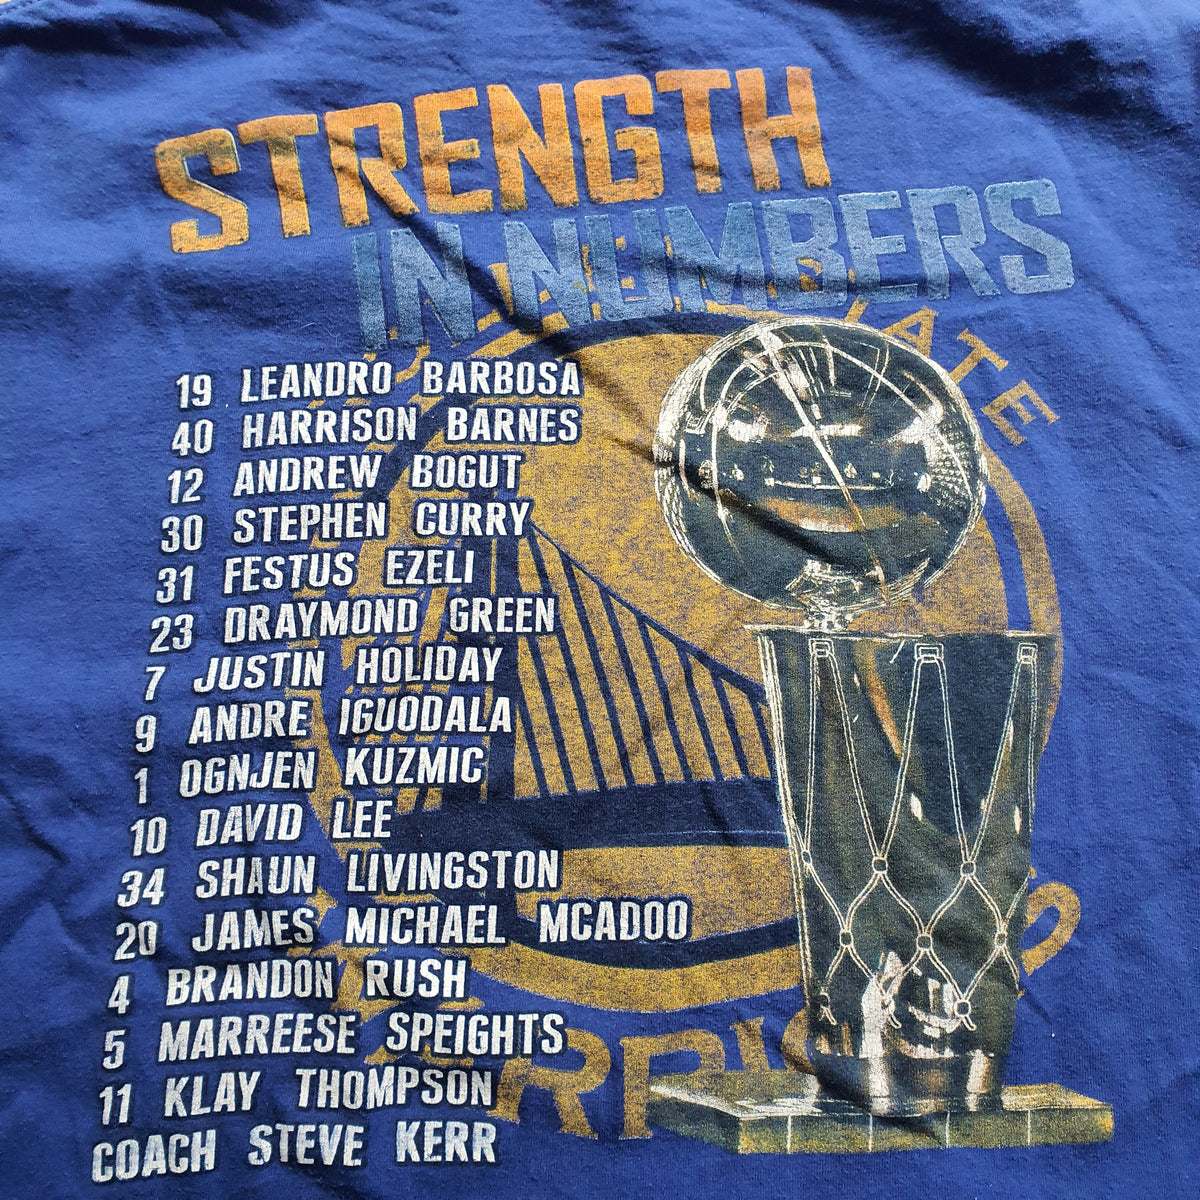 STRENGTH
IN NUMBERS
19 LEANDRO BARBOSA
40 HARRISON BARNES
12 ANDREW BOGUT
30 STEPHEN CURRY
31 FESTUS EZELI
23 DRAYMOND GREEN
7 JUSTIN HOLIDAY
9 ANDRE IGUODALA
1 OGNJEN KUZMIC
10 DAVID LEE
34 SHAUN LIVINGSTON
20 JAMES MICHAEL MCADOO
4 BRANDON RUSH
5 MARREESE SPEIGHTS
11 KLAY THOMPSON
COACH STEVE KERR